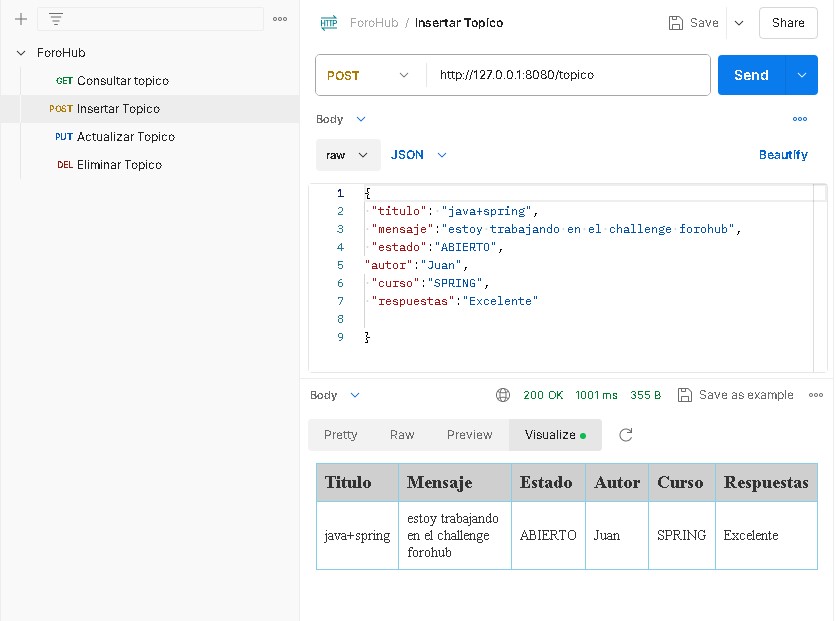 ForoHub
GET Consultar topico
POST Insertar Topico
PUT Actualizar Topico
DEL Eliminar Topico
HTTP ForoHub / Insertar Topico Save Share
POST http://127.0.0.1:8080/topico Send
Body
raw JSON Beautify
1 {
2 "titulo": "java+spring",
3 "mensaje":"estoy trabajando en el challenge forohub",
4 "estado":"ABIERTO",
5 "autor":"Juan",
6 "curso":"SPRING",
7 "respuestas":"Excelente"
8
9 }
Body 200 OK 1001 ms 355 B Save as example
Pretty Raw Preview Visualize
Titulo Mensaje Estado Autor Curso Respuestas
java+spring estoy trabajando en el challenge forohub ABIERTO Juan SPRING Excelente